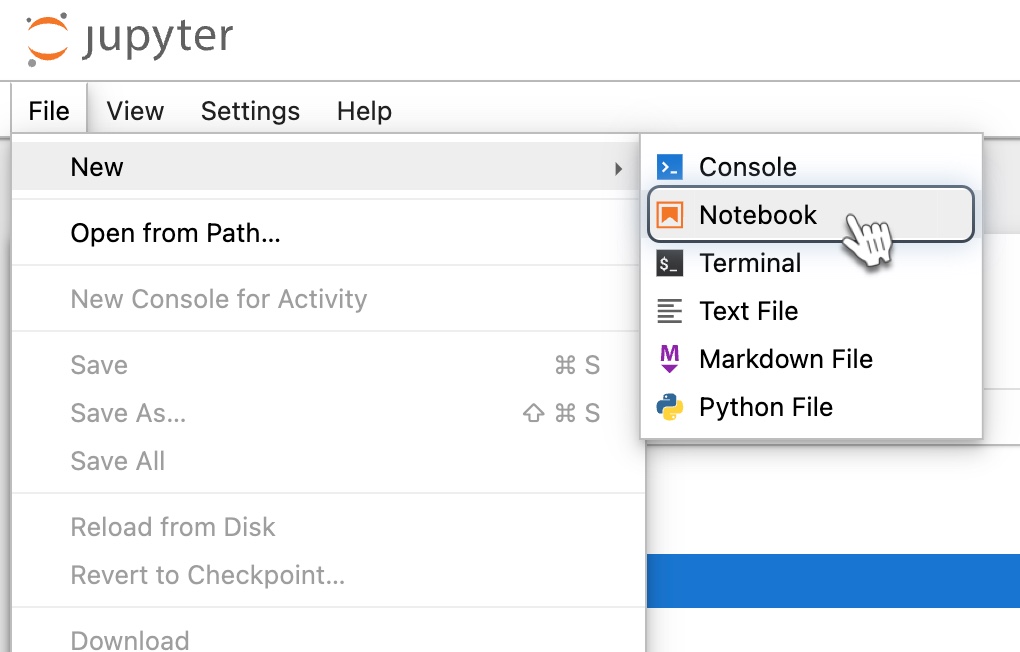 jupyter
File View Settings Help
New
Open from Path...
New Console for Activity
Save ⌘ S
Save As... ⇧ ⌘ S
Save All
Reload from Disk
Revert to Checkpoint...
Download
Console
Notebook
$_ Terminal
Text File
M Markdown File
Python File